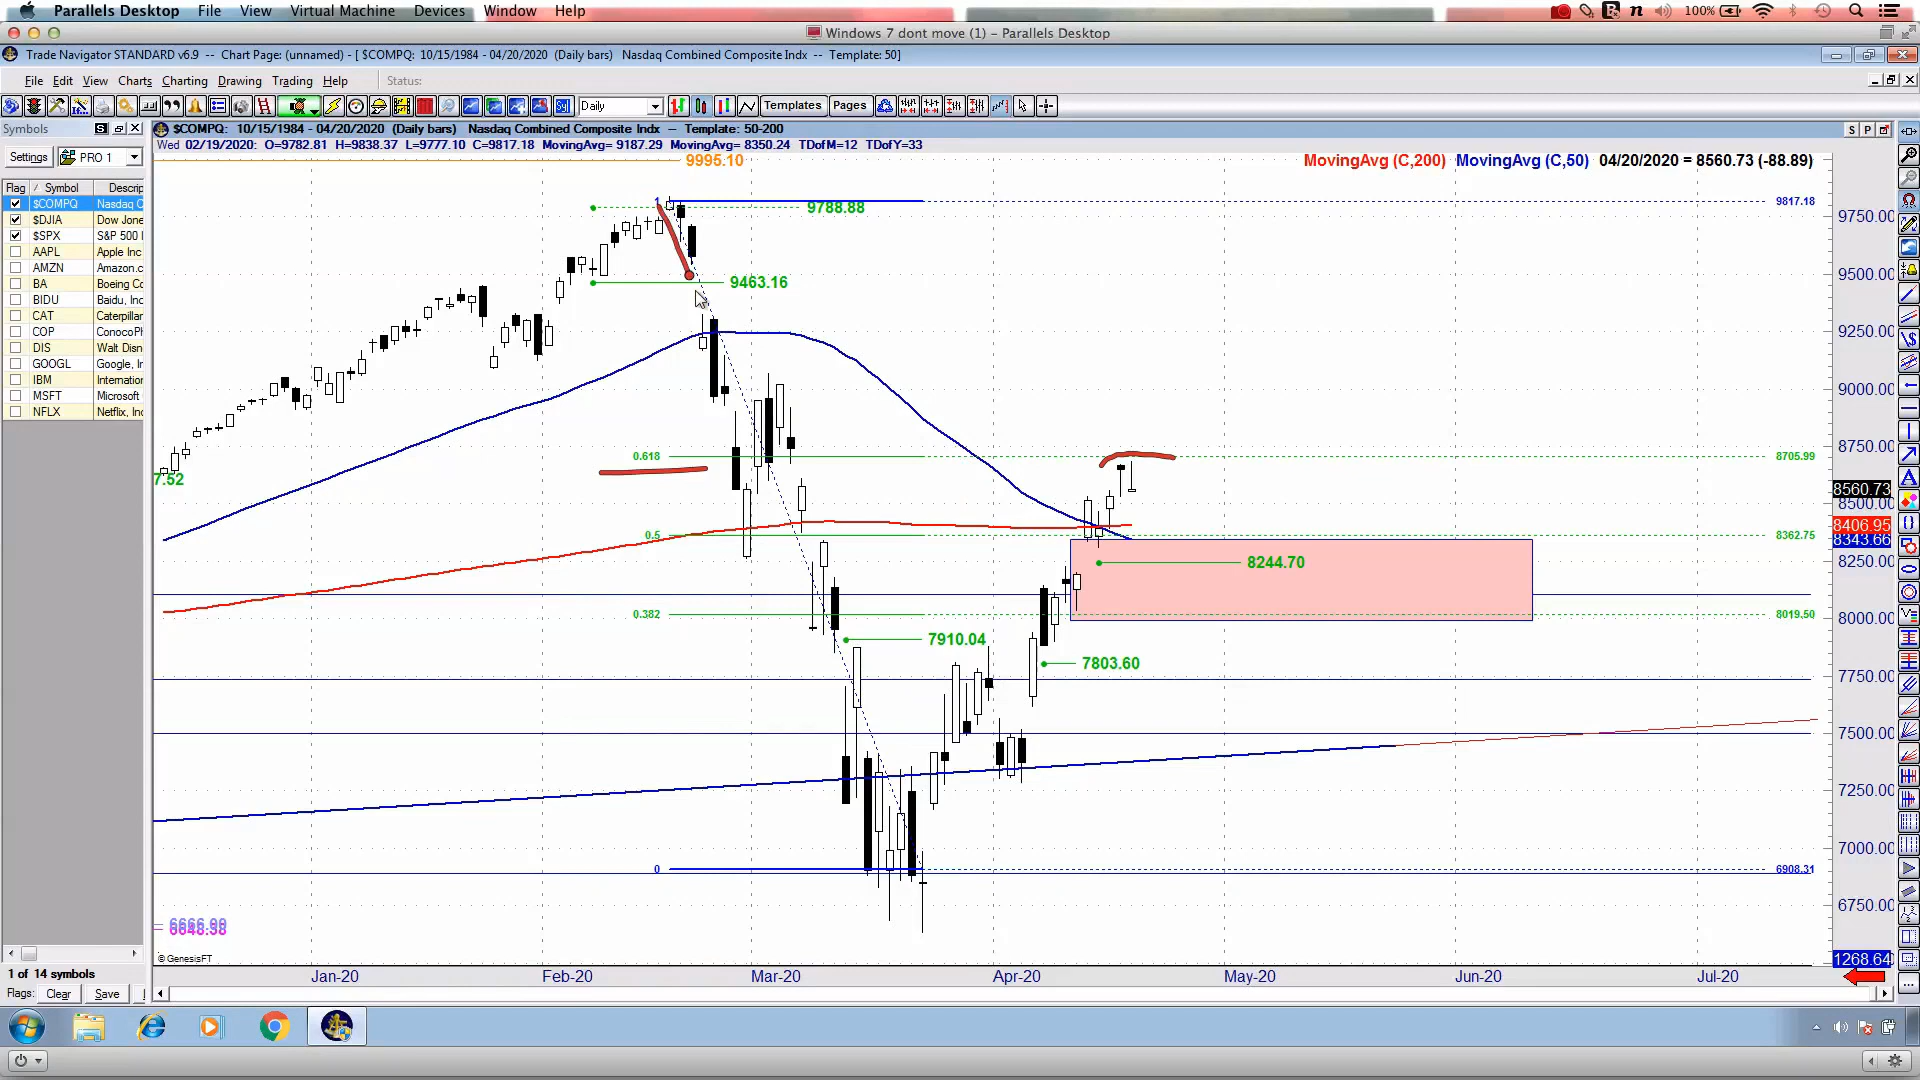 Parallels Desktop File View Virtual Machine Devices Window Help
100%
Windows 7 dont move (1) - Parallels Desktop
Trade Navigator STANDARD v6.9 -- Chart Page: (unnamed) - [ $COMPQ: 10/15/1984 - 04/20/2020 (Daily bars) Nasdaq Combined Composite Indx -- Template: 50]
File Edit View Charts Charting Drawing Trading Help Status:
Daily Templates Pages
Symbols
$COMPQ: 10/15/1984 - 04/20/2020 (Daily bars) Nasdaq Combined Composite Indx -- Template: 50-200
S P
Wed 02/19/2020: O=9782.81 H=9838.37 L=9777.10 C=9817.18 MovingAvg= 9187.29 MovingAvg= 8350.24 TDofM=12 TDofY=33
Settings PRO 1
Flag Symbol Descrip
$COMPQ Nasdaq C
$DJIA Dow Jone
$SPX S&P 500 I
AAPL Apple Inc
AMZN Amazon.c
BA Boeing C
BIDU Baidu, Inc
CAT Caterpillar
COP ConocoPh
DIS Walt Disn
GOOGL Google, In
IBM Internation
MSFT Microsoft
NFLX Netflix, Inc
9995.10
MovingAvg (C,200) MovingAvg (C,50) 04/20/2020 = 8560.73 (-88.89)
1
9788.88
9817.18
9750.00
9500.00
9463.16
9250.00
9000.00
8750.00
0.618
8705.99
7.52
8560.73
8500.00
8406.95
8343.66
0.5
8362.75
8244.70
8250.00
0.382
8019.50
8000.00
7910.04
7803.60
7750.00
7500.00
7250.00
7000.00
0
6908.31
6750.00
6666.00
6648.38
© GenesisFT
1268.64
Jan-20 Feb-20 Mar-20 Apr-20 May-20 Jun-20 Jul-20
1 of 14 symbols
Flags: Clear Save